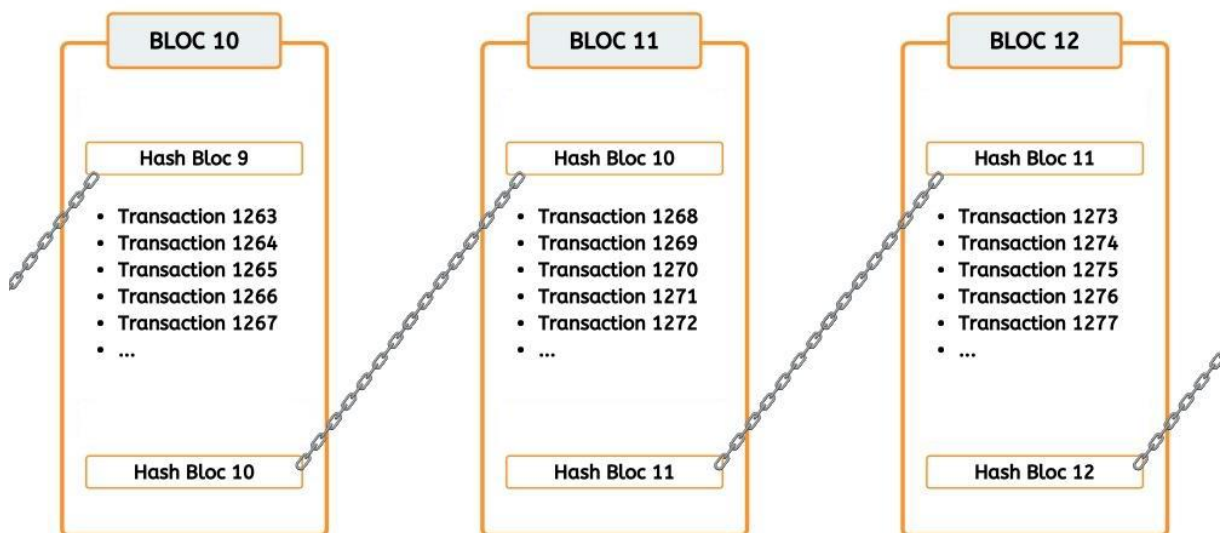 BLOC 10
Hash Bloc 9
• Transaction 1263
• Transaction 1264
• Transaction 1265
• Transaction 1266
• Transaction 1267
• ...
Hash Bloc 10
BLOC 11
Hash Bloc 10
• Transaction 1268
• Transaction 1269
• Transaction 1270
• Transaction 1271
• Transaction 1272
• ...
Hash Bloc 11
BLOC 12
Hash Bloc 11
• Transaction 1273
• Transaction 1274
• Transaction 1275
• Transaction 1276
• Transaction 1277
• ...
Hash Bloc 12